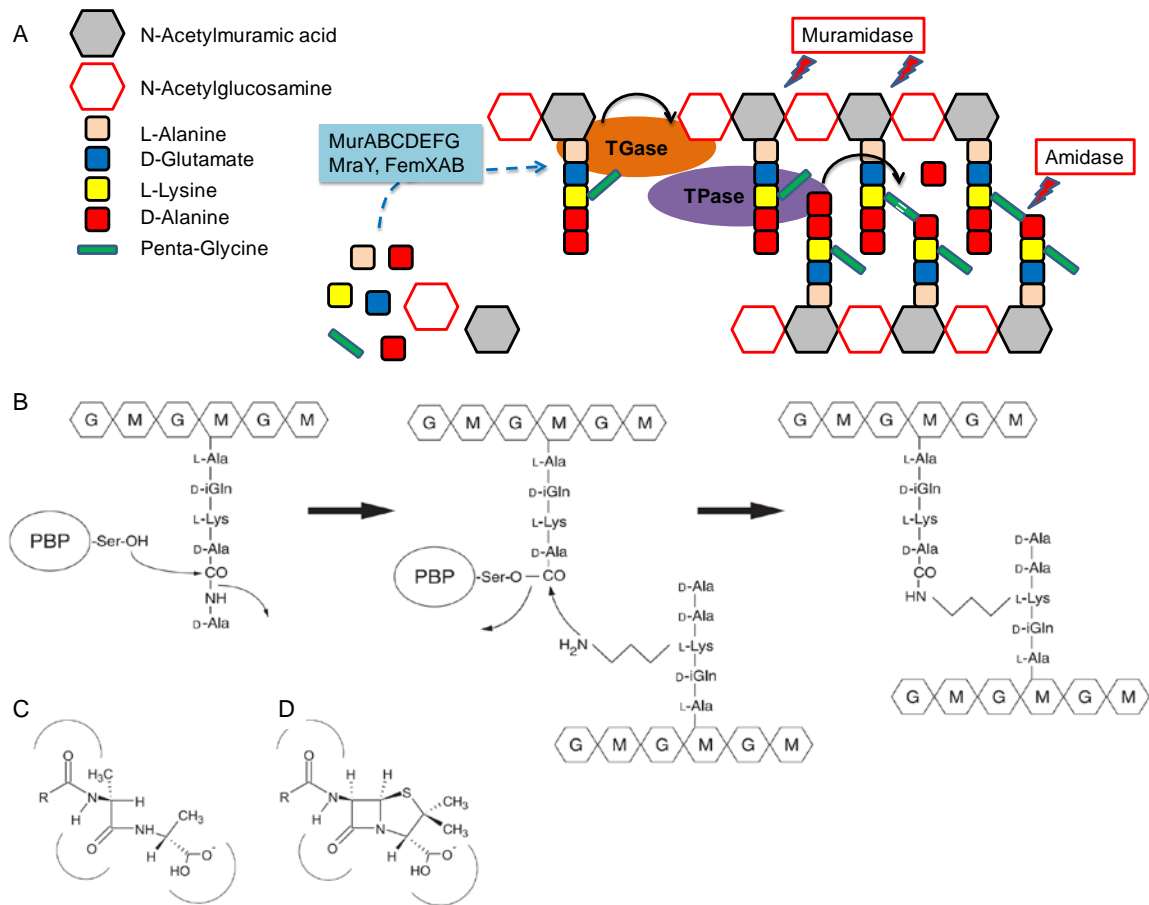 A
N-Acetylmuramic acid
N-Acetylglucosamine
L-Alanine
D-Glutamate
L-Lysine
D-Alanine
Penta-Glycine
MurABCDEFG
MraY, FemXAB
TGase
TPase
Muramidase
Amidase
B
G M G M G M
L-Ala
D-iGln
L-Lys
D-Ala
CO
NH
D-Ala
PBP -Ser-OH
G M G M G M
L-Ala
D-iGln
L-Lys
D-Ala
PBP -Ser-O–CO
D-Ala
D-Ala
H2N L-Lys
D-iGln
L-Ala
G M G M G M
G M G M G M
L-Ala
D-iGln
L-Lys
D-Ala
CO
HN
D-Ala
D-Ala
L-Lys
D-iGln
L-Ala
G M G M G M
C
O
H3C
R
N
H
H
NH
CH3
O
H
O-
HO
D
O
H
H
R
N
H
S
CH3
CH3
O
N
H
O-
HO